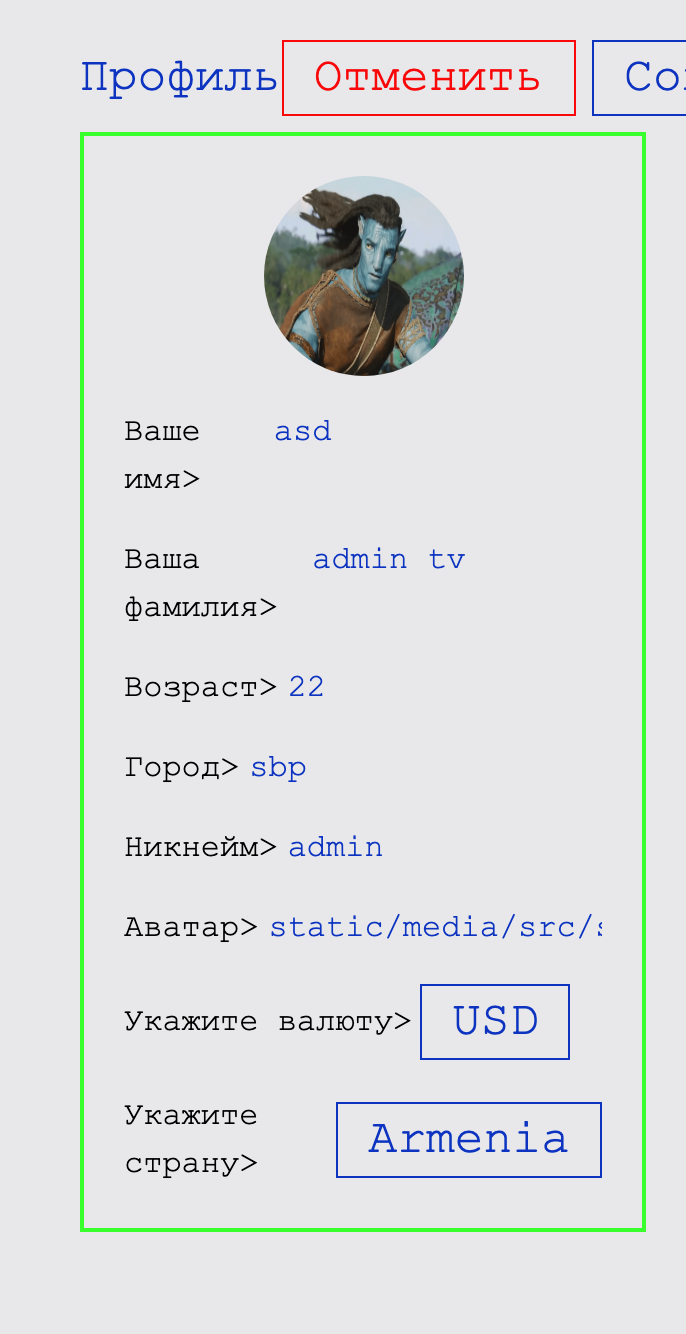 Профиль Отменить
Ваше asd
имя>
Ваша admin tv
фамилия>
Возраст> 22
Город> sbp
Никнейм> admin
Аватар> static/media/src/
Укажите валюту> USD
Укажите
страну> Armenia